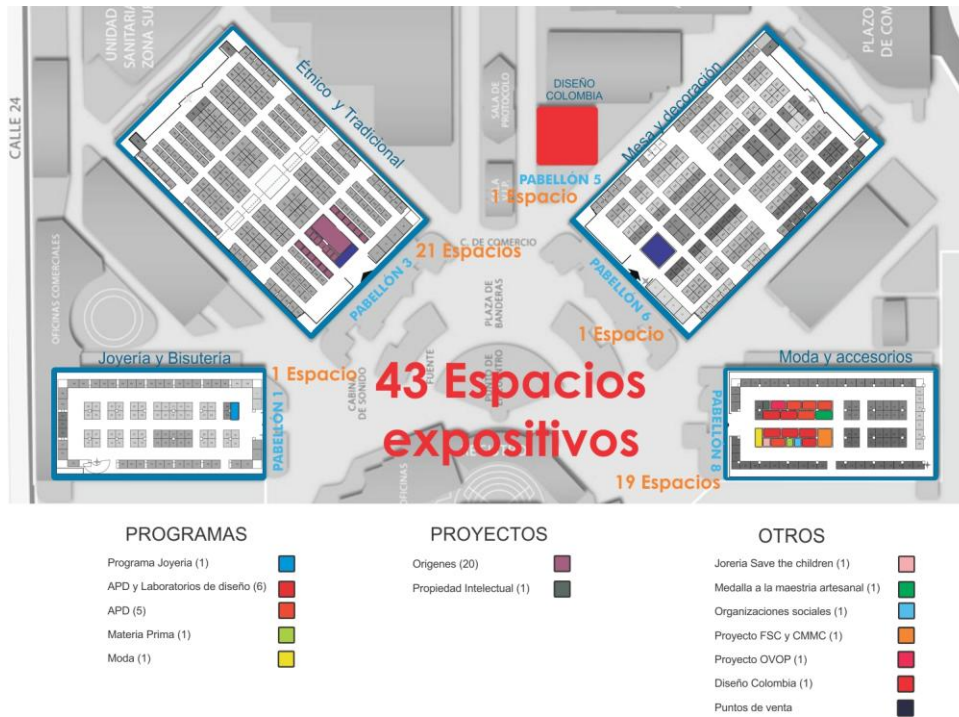 UNIDAD
SANITARIA
ZONA SUR
CALLE 24
Étnico y Tradicional
SALA DE
PROTOCOLO
DISEÑO
COLOMBIA
Mesa y decoración
PLAZO
DE COM
PABELLÓN 5
1 Espacio
21 Espacios
C. DE COMERCIO
PABELLÓN 3
PABELLON 6
OFICINAS COMERCIALES
PLAZA DE
BANDERAS
1 Espacio
Joyería y Bisutería
1 Espacio
Moda y accesorios
CABINA
DE SONIDO
FUENTE
43 Espacios
expositivos
PABELLÓN 1
PABELLON 8
OFICINAS
19 Espacios
PROGRAMAS
Programa Joyeria (1)
APD y Laboratorios de diseño (6)
APD (5)
Materia Prima (1)
Moda (1)
PROYECTOS
Origenes (20)
Propiedad Intelectual (1)
OTROS
Joreria Save the children (1)
Medalla a la maestria artesanal (1)
Organizaciones sociales (1)
Proyecto FSC y CMMC (1)
Proyecto OVOP (1)
Diseño Colombia (1)
Puntos de venta